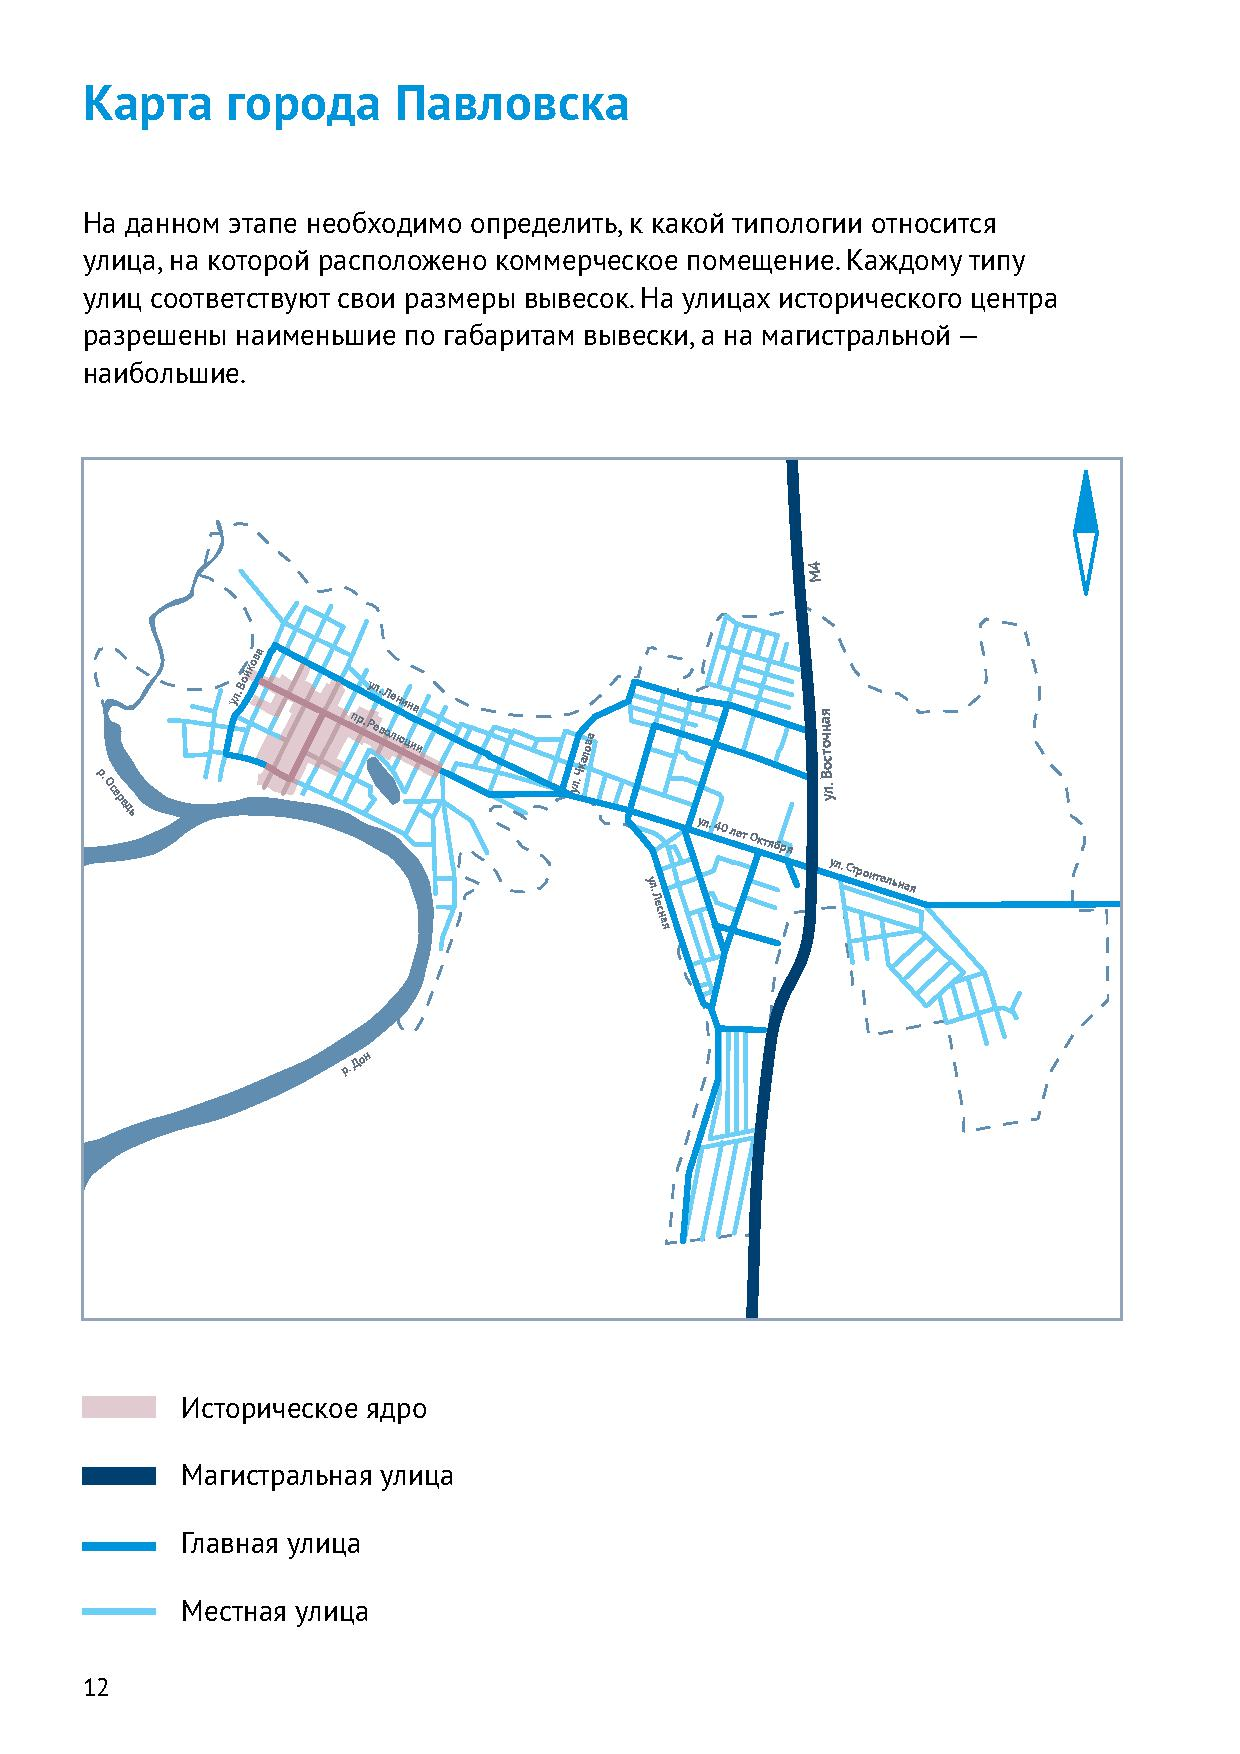 Карта города Павловска
На данном этапе необходимо определить, к какой типологии относится
улица, на которой расположено коммерческое помещение. Каждому типу
улиц соответствуют свои размеры вывесок. На улицах исторического центра
разрешены наименьшие по габаритам вывески, а на магистральной —
наибольшие.
М4
ул. Войкова
ул. Ленина
пр. Революции
ул. Чкалова
ул. Восточная
р. Осередь
ул. 40 лет Октября
ул. Строительная
ул. Лесная
р. Дон
Историческое ядро
Магистральная улица
Главная улица
Местная улица
12